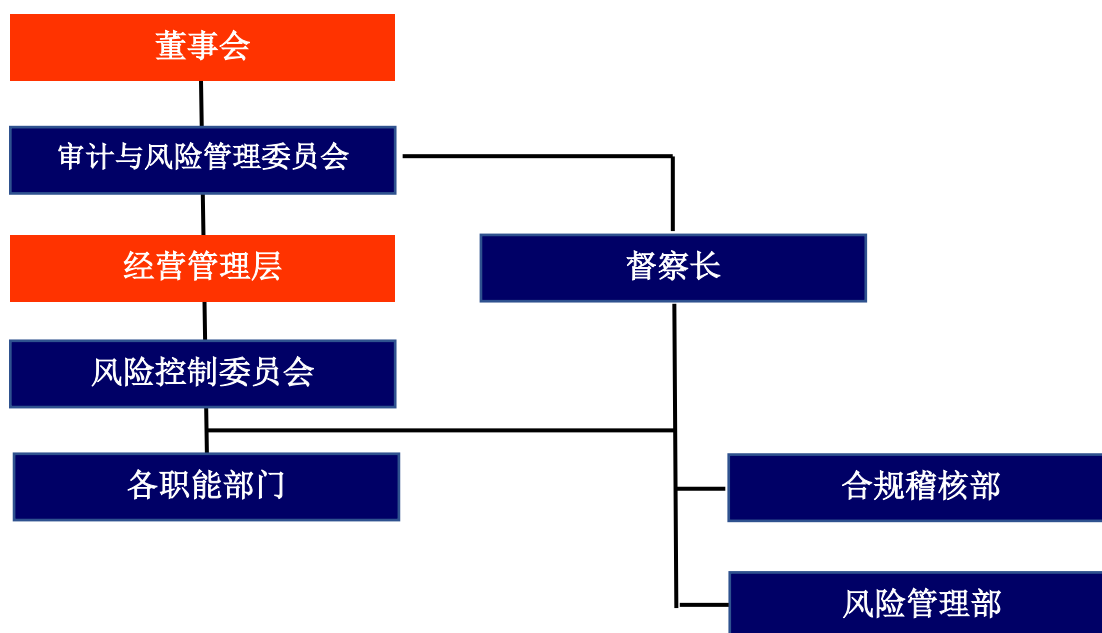 董事会
审计与风险管理委员会
经营管理层
督察长
风险控制委员会
各职能部门
合规稽核部
风险管理部